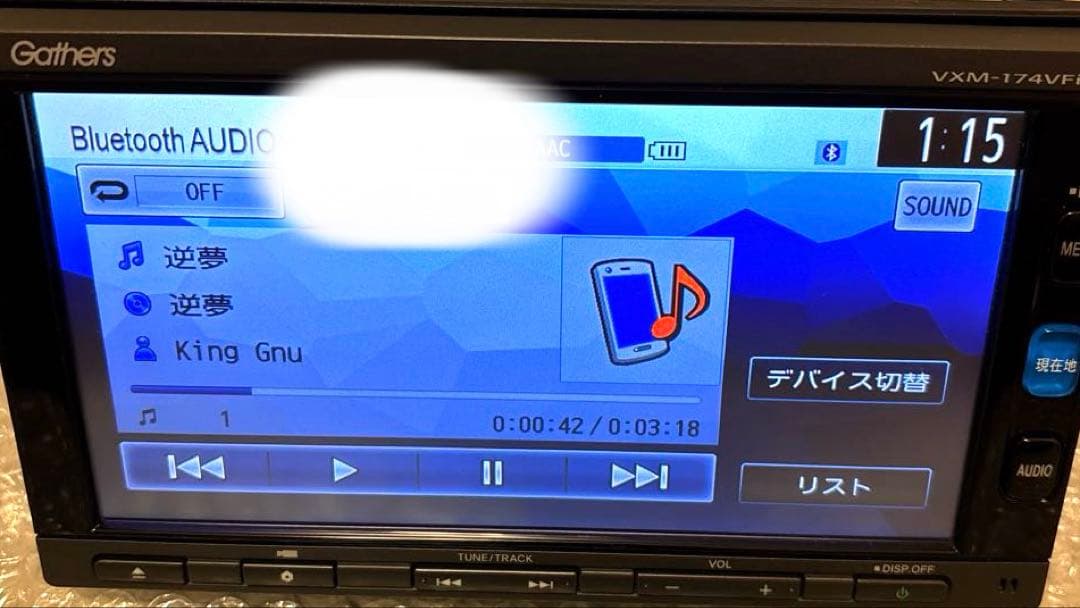 Gathers
VXM-174VFi
Bluetooth AUDIO
AAC
1:15
OFF
SOUND
逆夢
逆夢
King Gnu
デバイス切替
現在地
1
0:00:42/0:03:18
AUDIO
リスト
TUNE/TRACK
VOL
DISP OFF